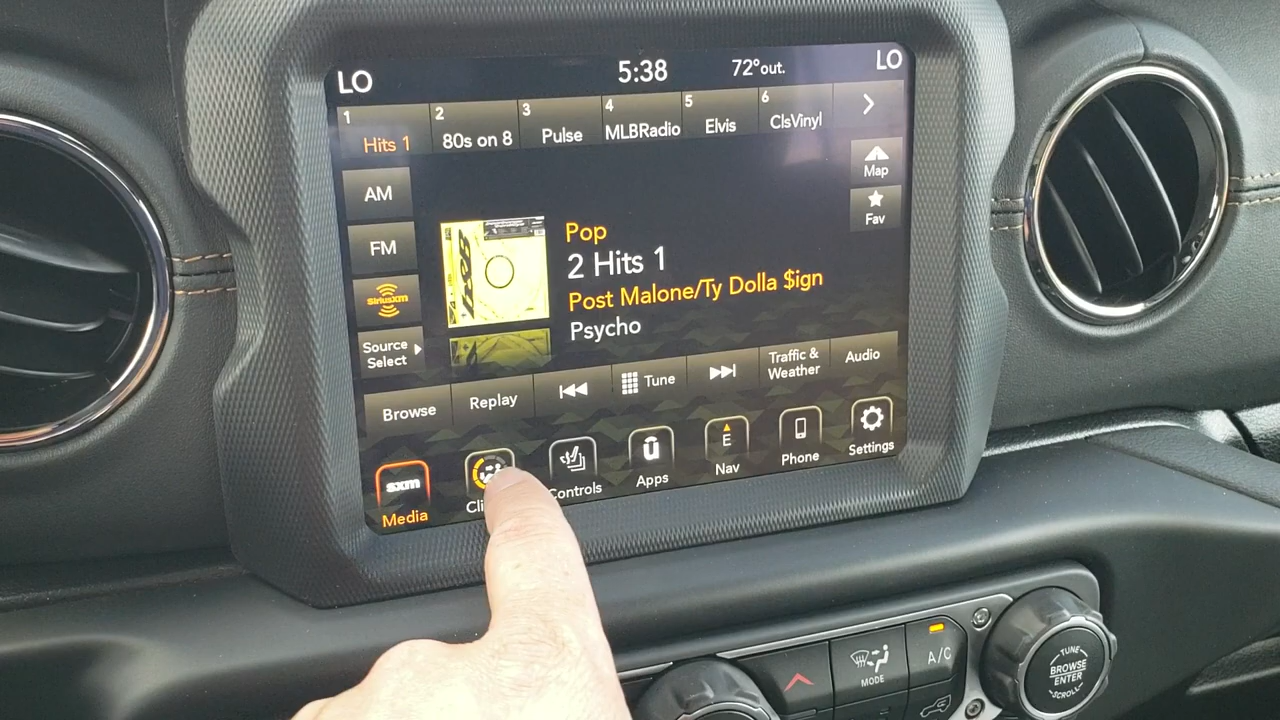 LO
5:38
72°out.
LO
1
Hits 1
2
80s on 8
3
Pulse
4
MLBRadio
5
Elvis
6
ClsVinyl
AM
Map
FM
Fav
SiriusXM
Pop
2 Hits 1
Post Malone/Ty Dolla $ign
Psycho
Source
Select
Browse
Replay
Tune
Traffic &
Weather
Audio
sxm
Media
Cli
Controls
u
Apps
E
Nav
Phone
Settings
MODE
A/C
TUNE
BROWSE
ENTER
SCROLL